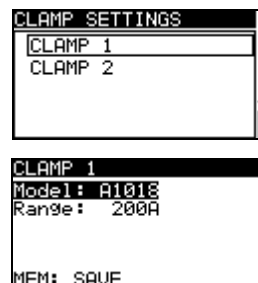 CLAMP SETTINGS
CLAMP 1
CLAMP 2
CLAMP 1
Model: A1018
Range: 200A
MEM: SAVE